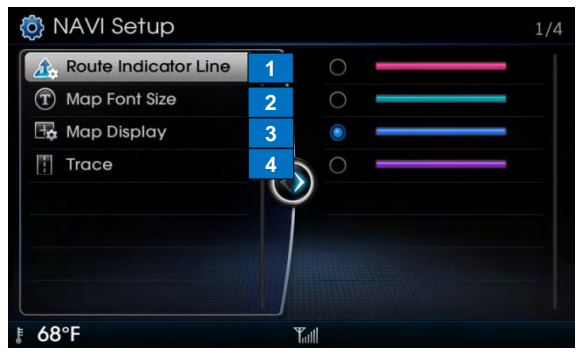 NAVI Setup 1/4
Route Indicator Line 1
T Map Font Size 2
Map Display 3
Trace 4
68°F